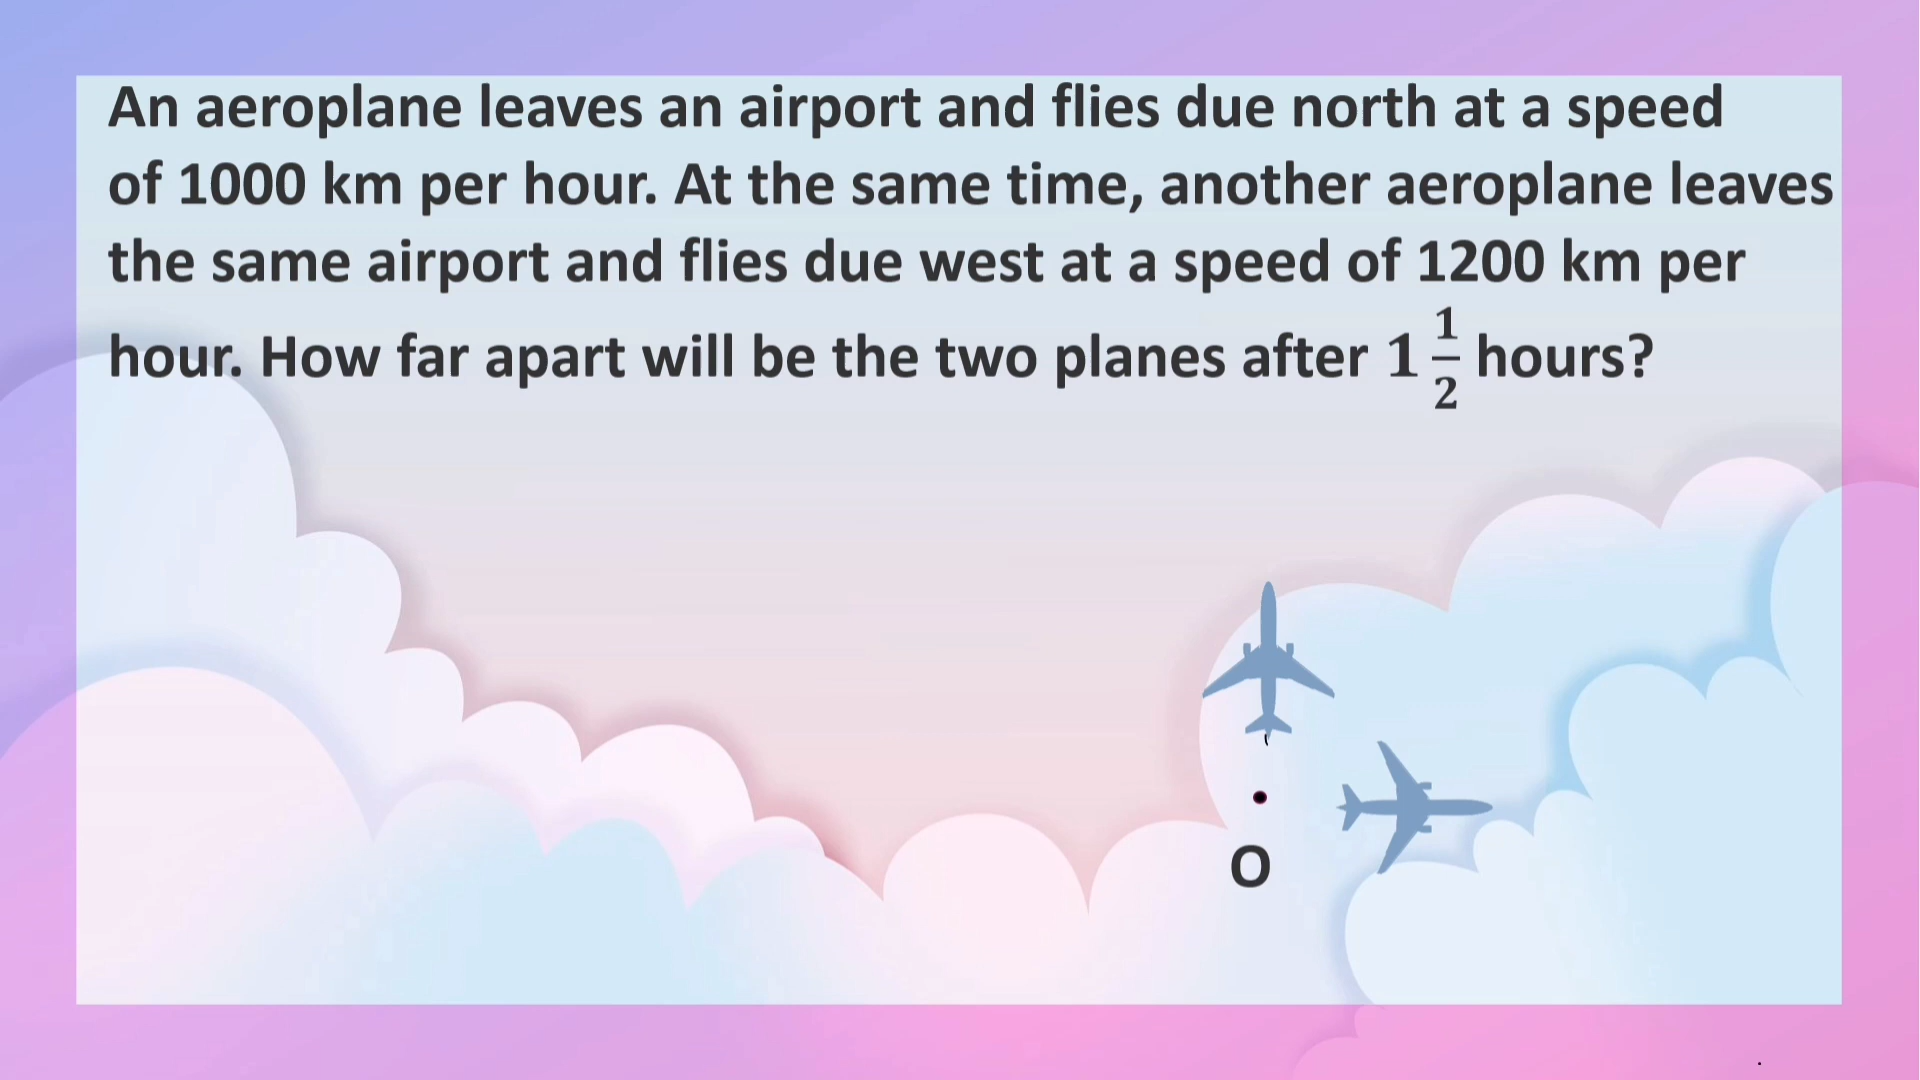 An aeroplane leaves an airport and flies due north at a speed
of 1000 km per hour. At the same time, another aeroplane leaves
the same airport and flies due west at a speed of 1200 km per
hour. How far apart will be the two planes after 1 1/2 hours?
O